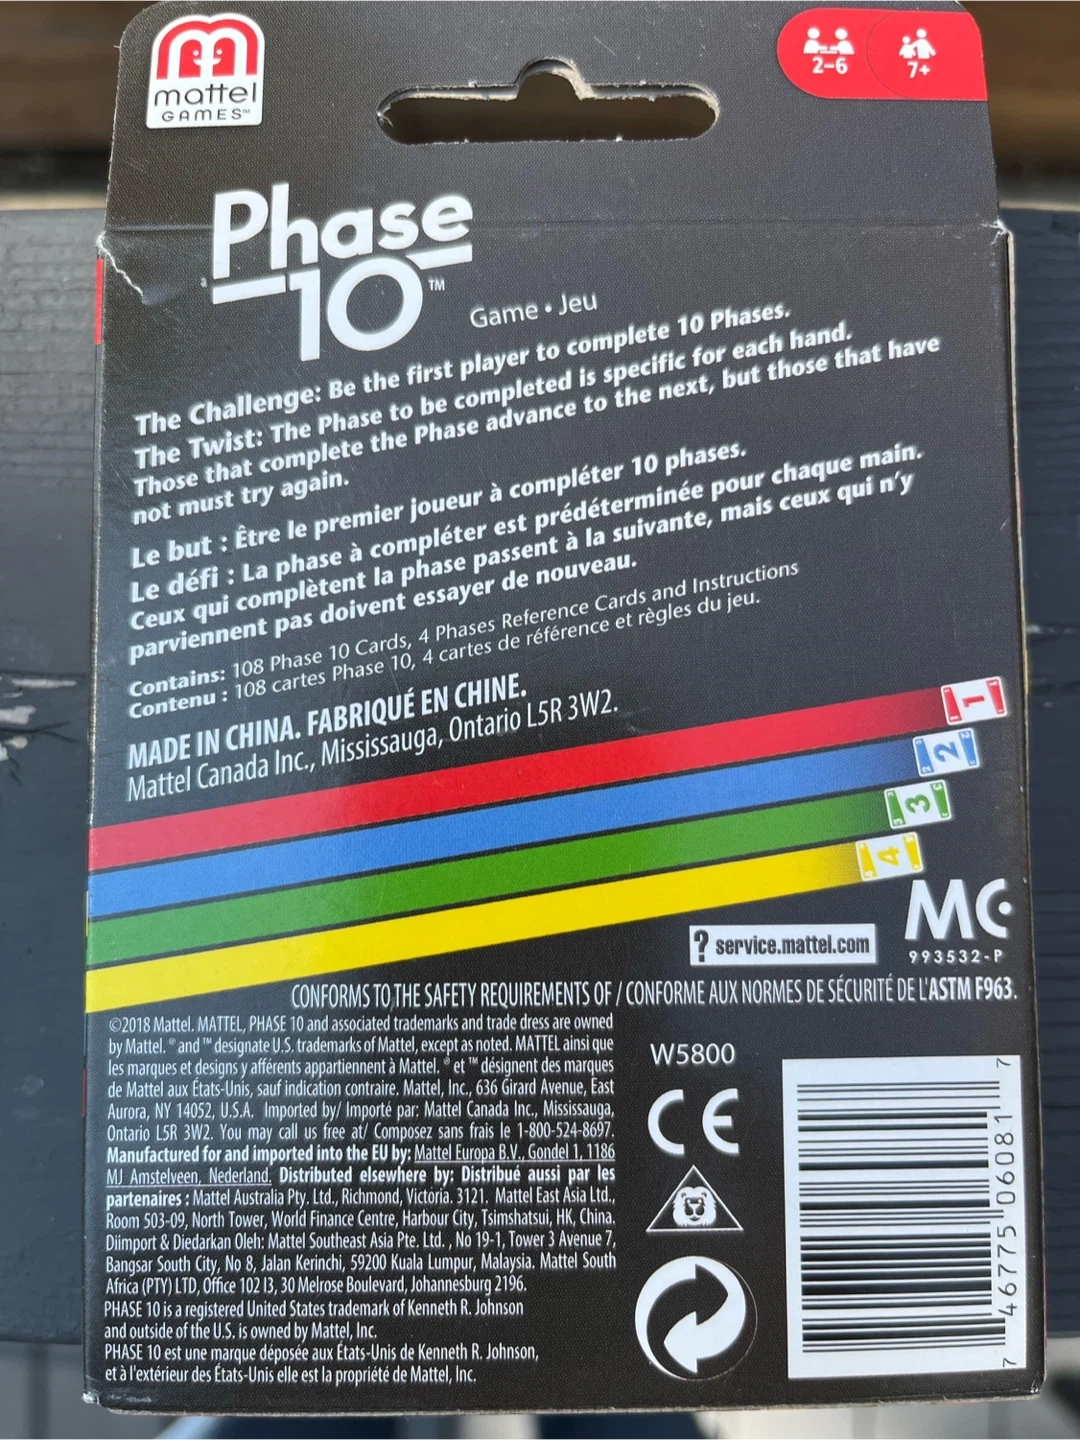 mattel
GAMES™
2-6
7+
Phase
10™
Game • Jeu
The Challenge: Be the first player to complete 10 Phases.
The Twist: The Phase to be completed is specific for each hand.
Those that complete the Phase advance to the next, but those that have
not must try again.
Le but : Être le premier joueur à compléter 10 phases.
Le défi : La phase à compléter est prédéterminée pour chaque main.
Ceux qui complètent la phase passent à la suivante, mais ceux qui n'y
parviennent pas doivent essayer de nouveau.
Contains: 108 Phase 10 Cards, 4 Phases Reference Cards and Instructions
Contenu : 108 cartes Phase 10, 4 cartes de référence et règles du jeu.
MADE IN CHINA. FABRIQUÉ EN CHINE.
Mattel Canada Inc., Mississauga, Ontario L5R 3W2.
1
2
3
4
MC
993532-P
? service.mattel.com
CONFORMS TO THE SAFETY REQUIREMENTS OF / CONFORME AUX NORMES DE SÉCURITÉ DE L'ASTM F963.
©2018 Mattel. MATTEL, PHASE 10 and associated trademarks and trade dress are owned
by Mattel. ® and ™ designate U.S. trademarks of Mattel, except as noted. MATTEL ainsi que
les marques et designs y afférents appartiennent à Mattel. ® et ™ désignent des marques
de Mattel aux États-Unis, sauf indication contraire. Mattel, Inc., 636 Girard Avenue, East
Aurora, NY 14052, U.S.A. Imported by/ Importé par: Mattel Canada Inc., Mississauga,
Ontario L5R 3W2. You may call us free at/ Composez sans frais le 1-800-524-8697.
Manufactured for and imported into the EU by: Mattel Europa B.V., Gondel 1, 1186
MJ Amstelveen, Nederland. Distributed elsewhere by: Distribué aussi par les
partenaires : Mattel Australia Pty. Ltd., Richmond, Victoria. 3121. Mattel East Asia Ltd.,
Room 503-09, North Tower, World Finance Centre, Harbour City, Tsimshatsui, HK, China.
Diimport & Diedarkan Oleh: Mattel Southeast Asia Pte. Ltd. , No 19-1, Tower 3 Avenue 7,
Bangsar South City, No 8, Jalan Kerinchi, 59200 Kuala Lumpur, Malaysia. Mattel South
Africa (PTY) LTD, Office 102 I3, 30 Melrose Boulevard, Johannesburg 2196.
PHASE 10 is a registered United States trademark of Kenneth R. Johnson
and outside of the U.S. is owned by Mattel, Inc.
PHASE 10 est une marque déposée aux États-Unis de Kenneth R. Johnson,
et à l'extérieur des États-Unis elle est la propriété de Mattel, Inc.
W5800
CE
7 46775 06081 7